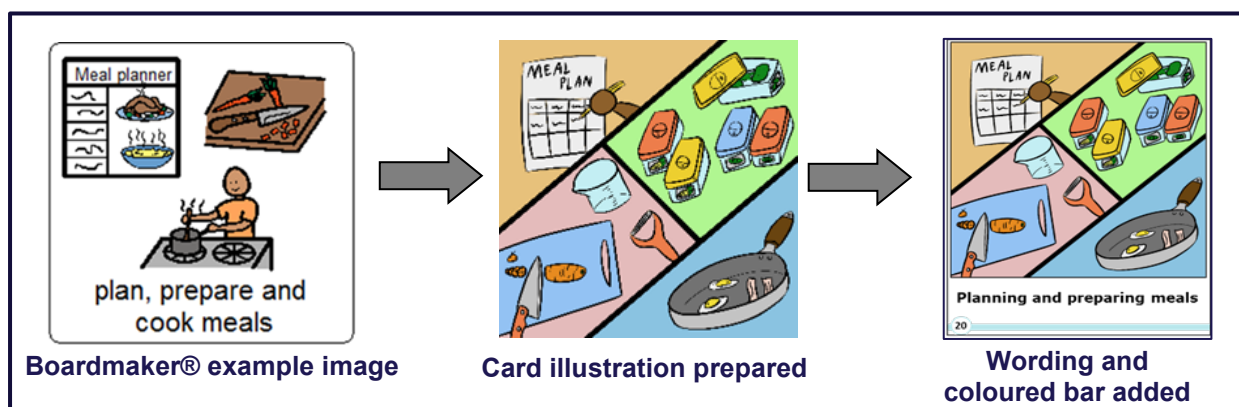 Meal planner
plan, prepare and
cook meals
Boardmaker® example image
MEAL
PLAN
Card illustration prepared
MEAL
PLAN
Planning and preparing meals
20
Wording and
coloured bar added